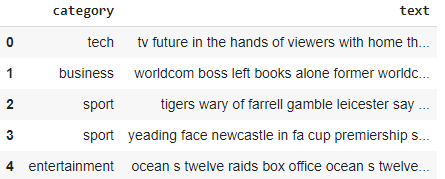 category text
0 tech tv future in the hands of viewers with home th...
1 business worldcom boss left books alone former worldc...
2 sport tigers wary of farrell gamble leicester say ...
3 sport yeading face newcastle in fa cup premiership s...
4 entertainment ocean s twelve raids box office ocean s twelve...